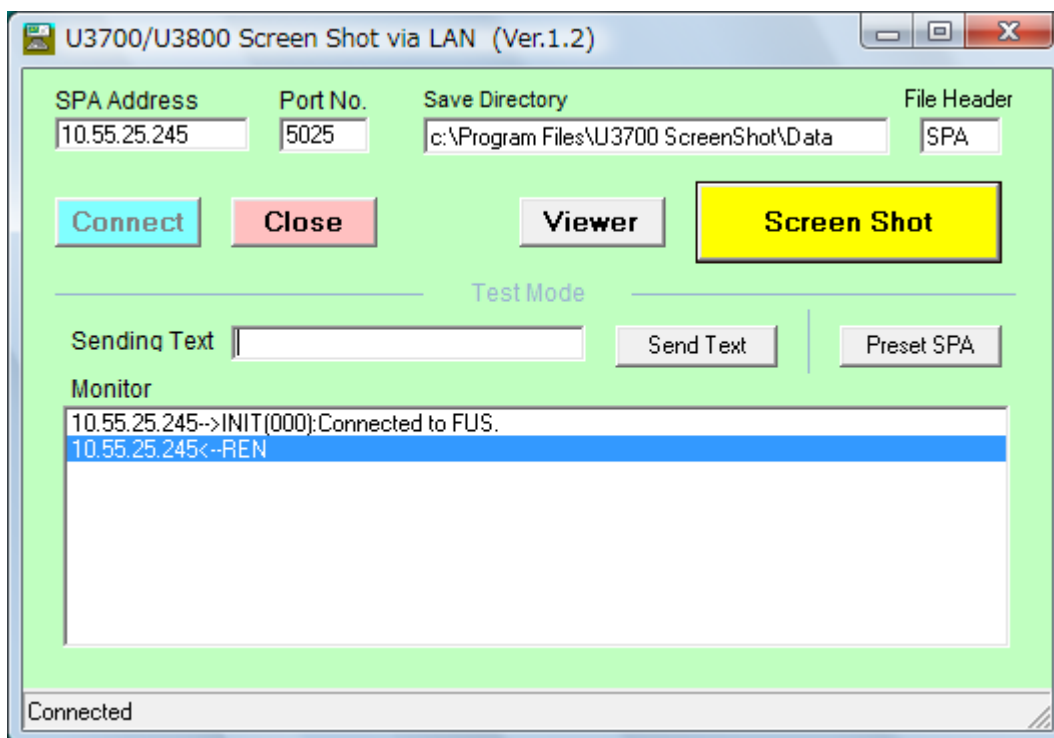 U3700/U3800 Screen Shot via LAN (Ver.1.2)
SPA Address Port No. Save Directory File Header
10.55.25.245 5025 c:\Program Files\U3700 ScreenShot\Data SPA
Connect Close Viewer Screen Shot
Test Mode
Sending Text Send Text Preset SPA
Monitor
10.55.25.245-->INIT(000):Connected to FUS.
10.55.25.245<--REN
Connected